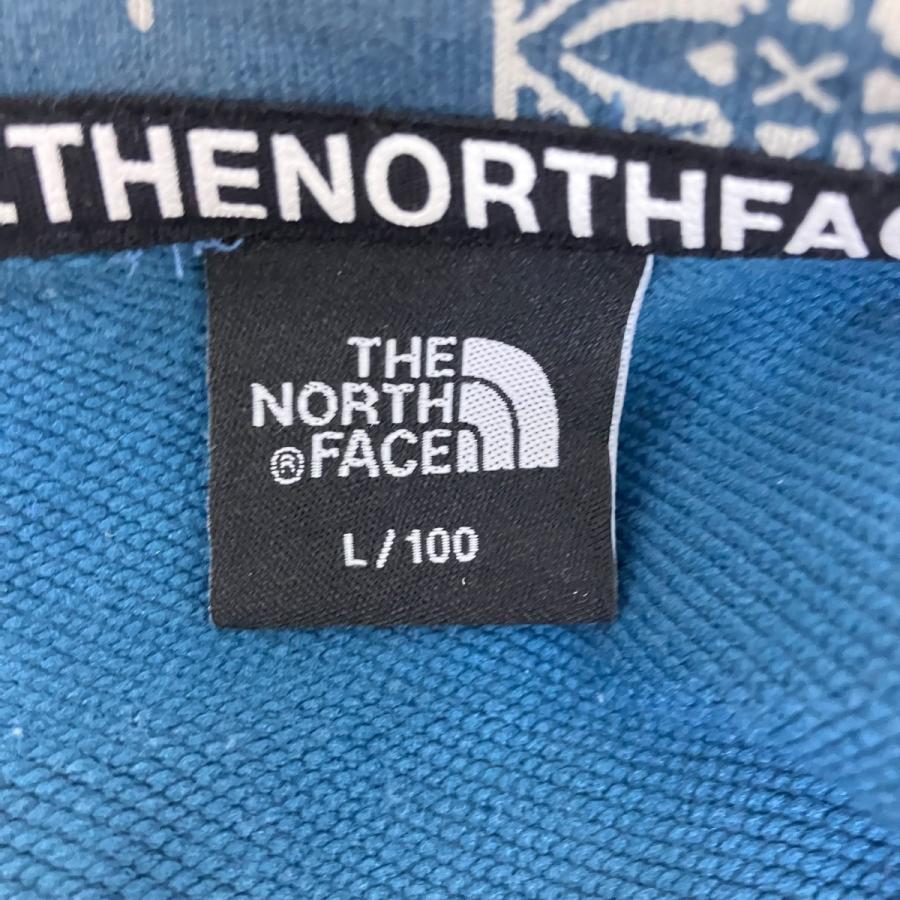 THENORTHFAC
THE
NORTH
®FACE
L/100